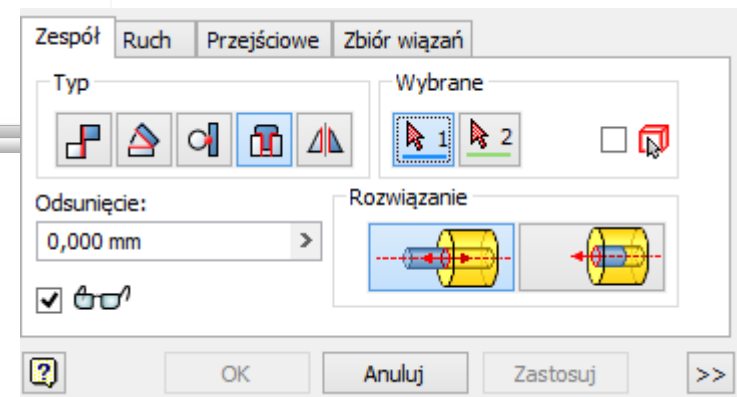 Zespół Ruch Przejściowe Zbiór wiązań
Typ Wybrane
1 2
Odsunięcie: Rozwiązanie
0,000 mm >
? OK Anuluj Zastosuj >>